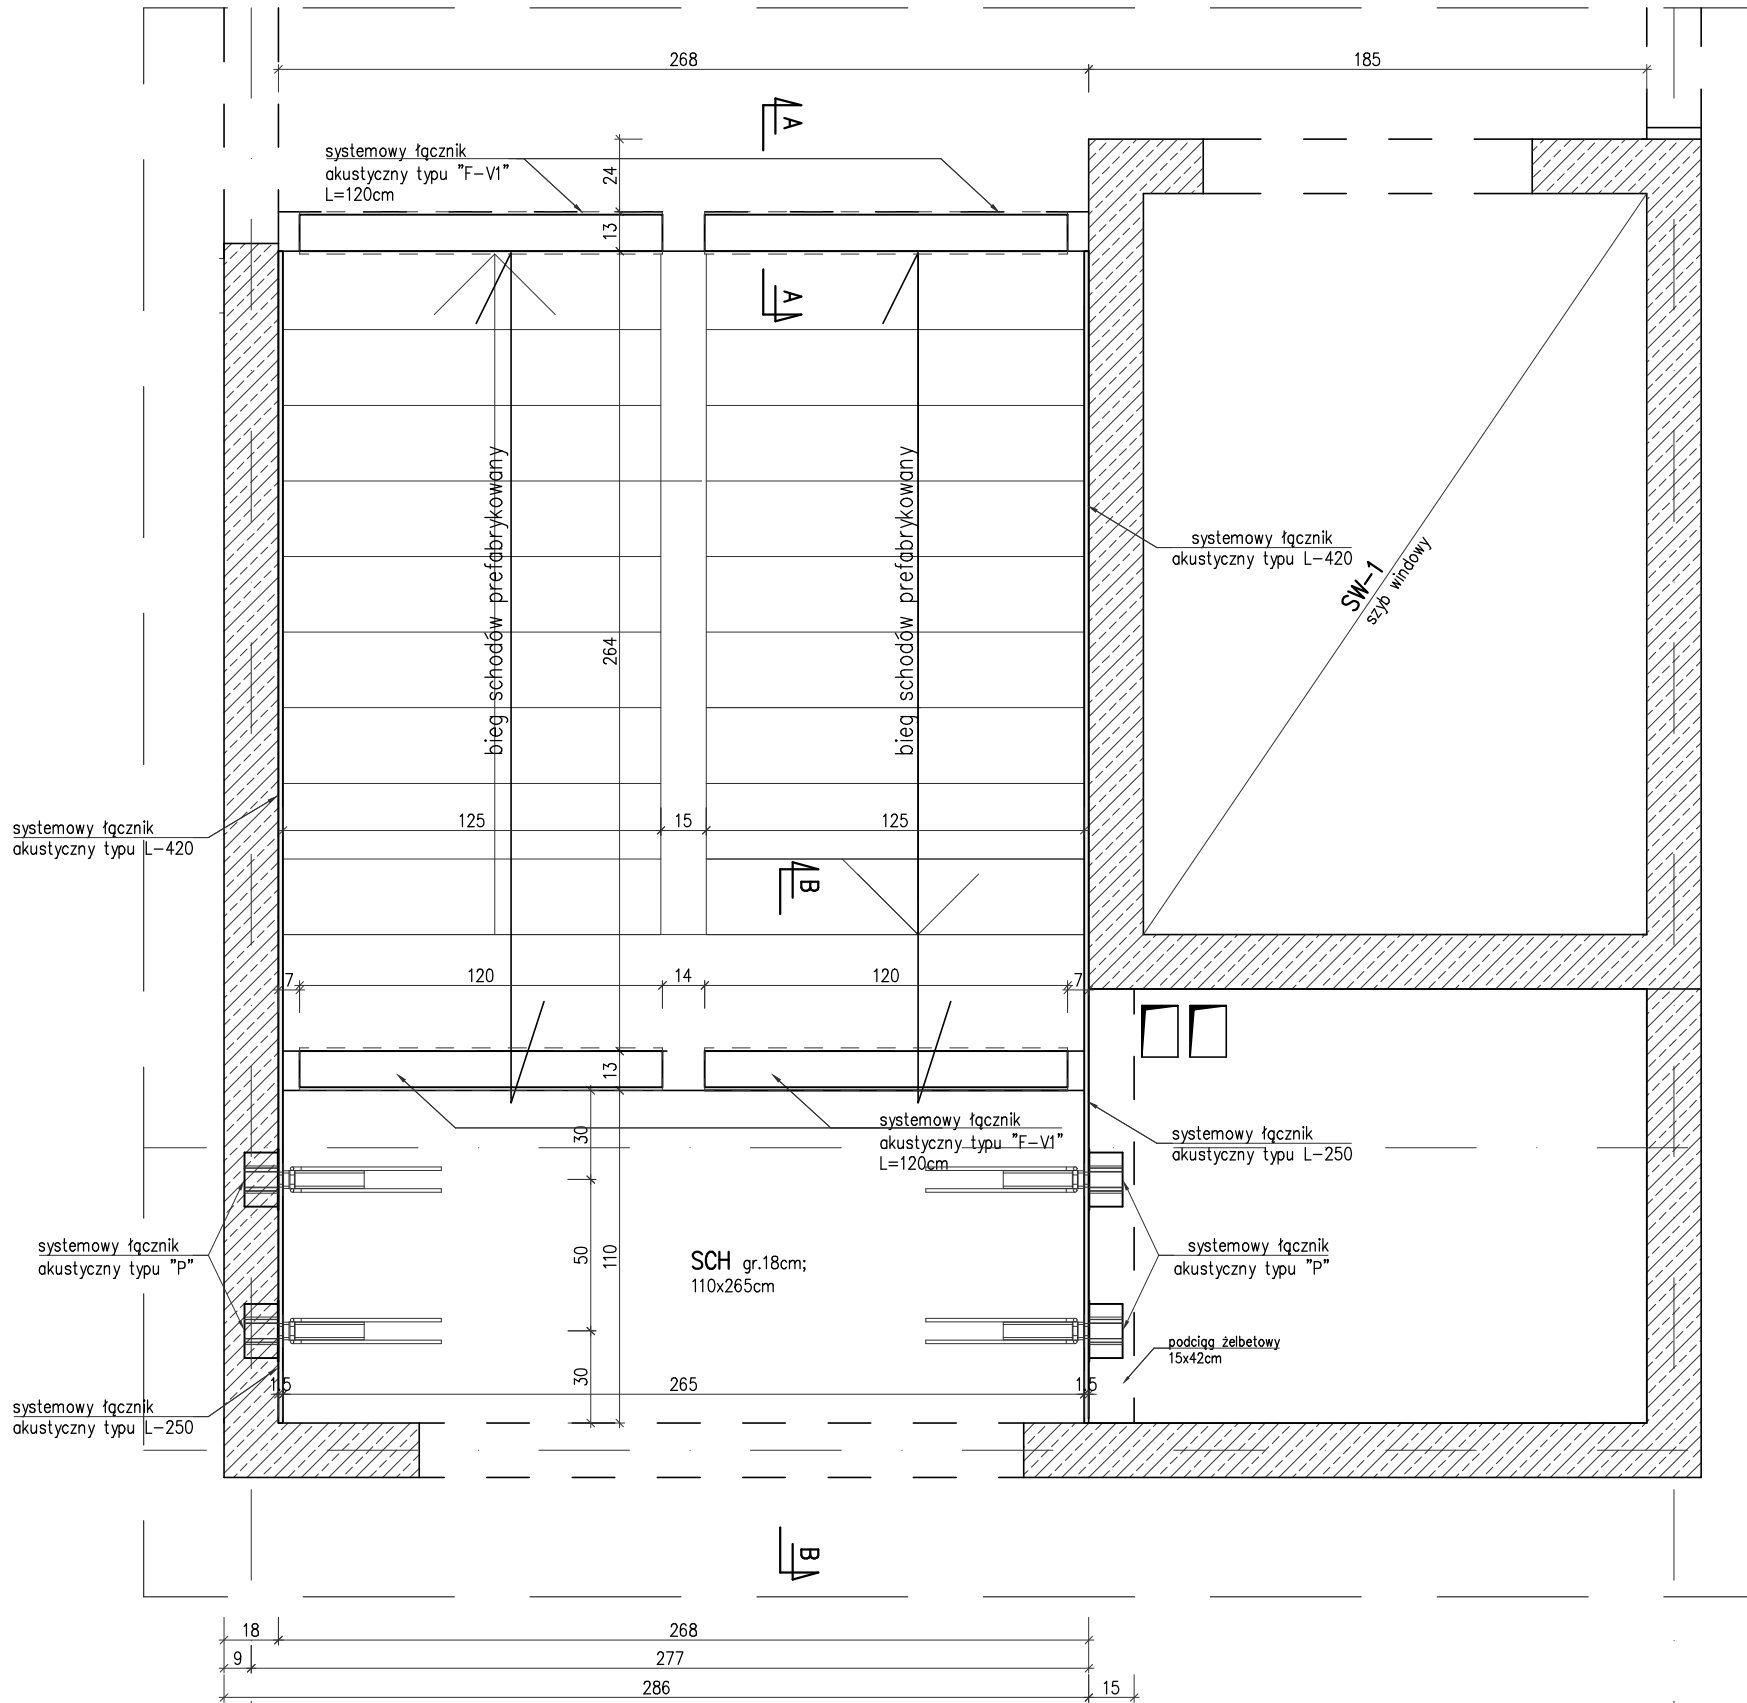 268
185
A
systemowy łącznik
akustyczny typu "F-V1"
L=120cm
24
13
A
bieg schodów prefabrykowany
bieg schodów prefabrykowany
264
systemowy łącznik
akustyczny typu L-420
SW-1
szyb windowy
systemowy łącznik
akustyczny typu L-420
125
15
125
B
7
120
14
120
7
13
systemowy łącznik
akustyczny typu "F-V1"
L=120cm
30
systemowy łącznik
akustyczny typu L-250
systemowy łącznik
akustyczny typu "P"
50
110
SCH gr.18cm;
110x265cm
systemowy łącznik
akustyczny typu "P"
podciąg żelbetowy
15x42cm
30
1,5
265
1,5
systemowy łącznik
akustyczny typu L-250
B
18
268
9
277
286
15